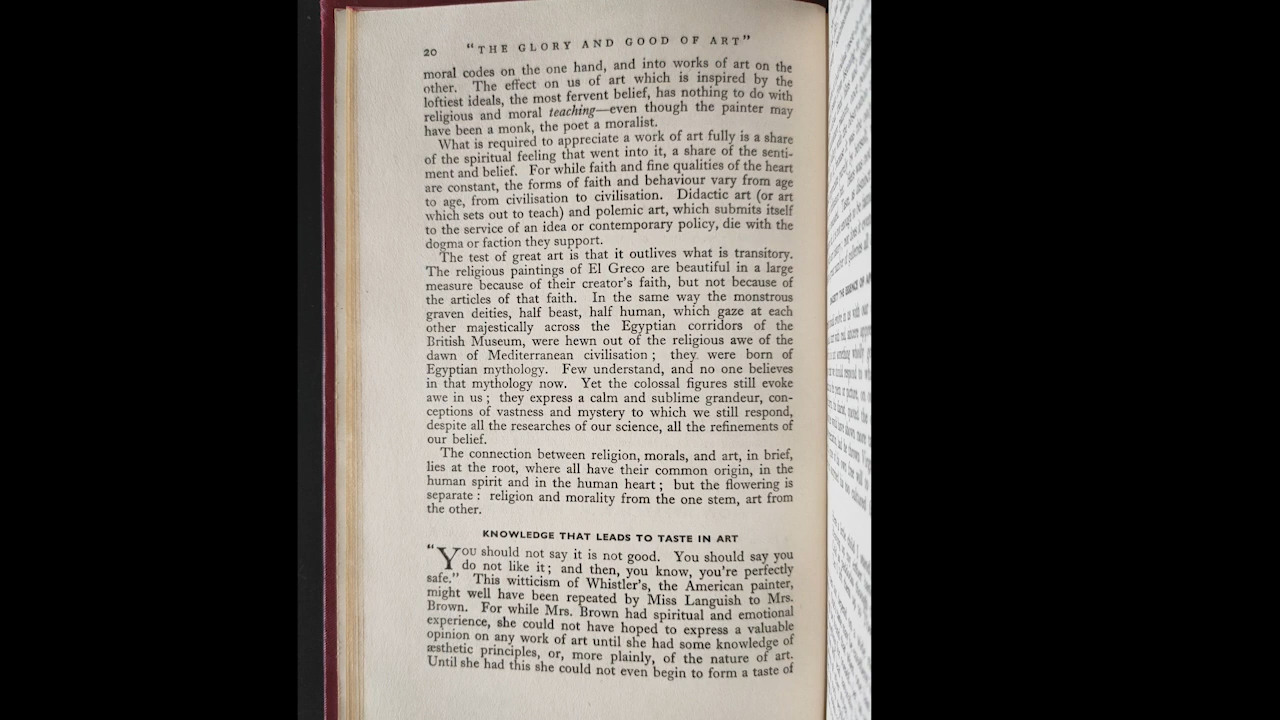 20 "THE GLORY AND GOOD OF ART"
moral codes on the one hand, and into works of art on the
other. The effect on us of art which is inspired by the
loftiest ideals, the most fervent belief, has nothing to do with
religious and moral teaching—even though the painter may
have been a monk, the poet a moralist.
What is required to appreciate a work of art fully is a share
of the spiritual feeling that went into it, a share of the senti-
ment and belief. For while faith and fine qualities of the heart
are constant, the forms of faith and behaviour vary from age
to age, from civilisation to civilisation. Didactic art (or art
which sets out to teach) and polemic art, which submits itself
to the service of an idea or contemporary policy, die with the
dogma or faction they support.
The test of great art is that it outlives what is transitory.
The religious paintings of El Greco are beautiful in a large
measure because of their creator's faith, but not because of
the articles of that faith. In the same way the monstrous
graven deities, half beast, half human, which gaze at each
other majestically across the Egyptian corridors of the
British Museum, were hewn out of the religious awe of the
dawn of Mediterranean civilisation ; they were born of
Egyptian mythology. Few understand, and no one believes
in that mythology now. Yet the colossal figures still evoke
awe in us ; they express a calm and sublime grandeur, con-
ceptions of vastness and mystery to which we still respond,
despite all the researches of our science, all the refinements of
our belief.
The connection between religion, morals, and art, in brief,
lies at the root, where all have their common origin, in the
human spirit and in the human heart ; but the flowering is
separate : religion and morality from the one stem, art from
the other.
KNOWLEDGE THAT LEADS TO TASTE IN ART
"YOU should not say it is not good. You should say you
do not like it ; and then, you know, you're perfectly
safe." This witticism of Whistler's, the American painter,
might well have been repeated by Miss Languish to Mrs.
Brown. For while Mrs. Brown had spiritual and emotional
experience, she could not have hoped to express a valuable
opinion on any work of art until she had some knowledge of
æsthetic principles, or, more plainly, of the nature of art.
Until she had this she could not even begin to form a taste of